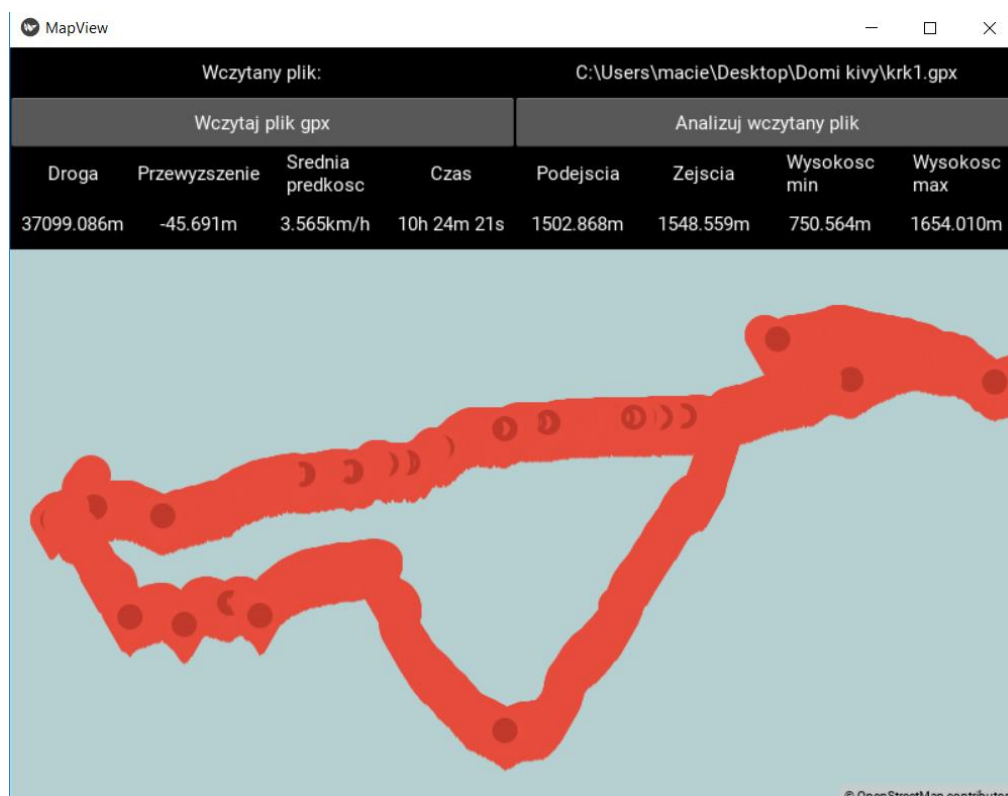 MapView
Wczytany plik: C:\Users\macie\Desktop\Domi kivy\krk1.gpx
Wczytaj plik gpx Analizuj wczytany plik
Droga Przewyzszenie Srednia predkosc Czas Podejscia Zejscia Wysokosc min Wysokosc max
37099.086m -45.691m 3.565km/h 10h 24m 21s 1502.868m 1548.559m 750.564m 1654.010m
© OpenStreetMap contributor